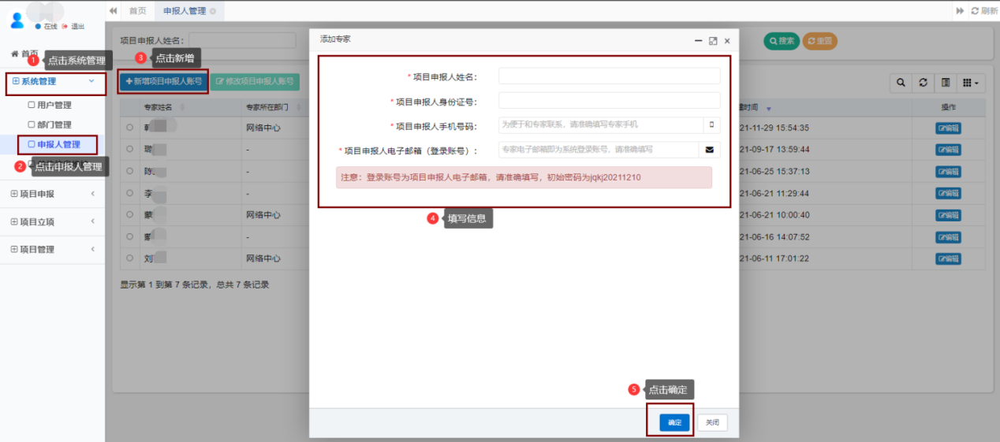 首页
申报人管理
刷新
在线
退出
首页
1 点击系统管理
系统管理
用户管理
部门管理
申报人管理
2 点击申报人管理
项目申报
项目立项
项目管理
项目申报人姓名：
搜索
重置
3 点击新增
新增项目申报人账号
修改项目申报人账号
专家姓名
专家所在部门
建时间
操作
网络中心
21-11-29 15:54:35
编辑
-
21-09-17 13:59:44
编辑
陈
-
21-06-25 15:37:13
编辑
李
-
21-06-21 11:29:44
编辑
蒙
网络中心
21-06-21 10:00:40
编辑
-
21-06-16 14:07:52
编辑
刘
网络中心
21-06-11 17:01:22
编辑
显示第 1 到第 7 条记录，总共 7 条记录
添加专家
* 项目申报人姓名：
* 项目申报人身份证号：
* 项目申报人手机号码：
为便于和专家联系，请准确填写专家手机
* 项目申报人电子邮箱（登录账号）：
专家电子邮箱即为系统登录账号，请准确填写
注意：登录账号为项目申报人电子邮箱，请准确填写，初始密码为jqkj20211210
4 填写信息
5 点击确定
确定
关闭